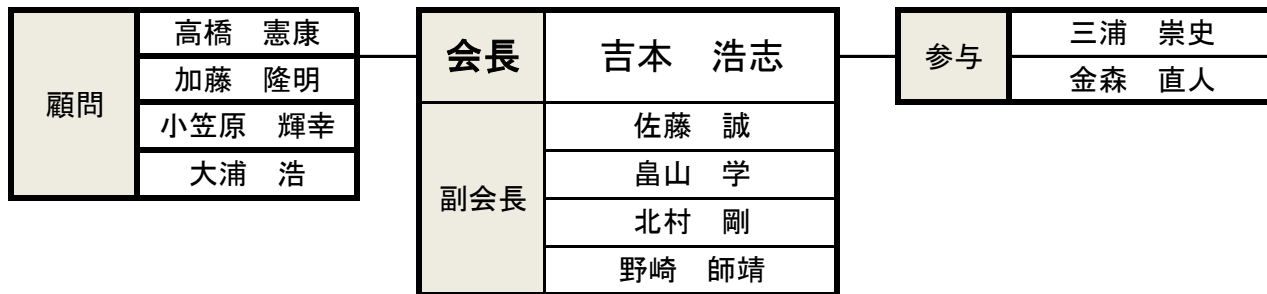 顧問
高橋　憲康
加藤　隆明
小笠原　輝幸
大浦　浩
会長
吉本　浩志
副会長
佐藤　誠
畠山　学
北村　剛
野崎　師靖
参与
三浦　崇史
金森　直人